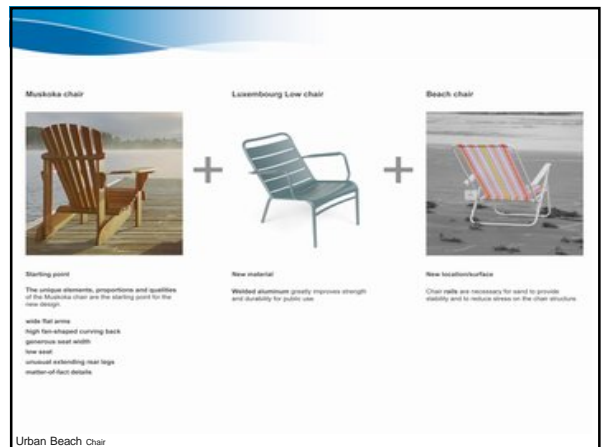 Muskoka chair
Luxembourg Low chair
Beach chair
Starting point
The unique elements, proportions and qualities
of the Muskoka chair are the starting point for the
new design
wide flat arms
high fan-shaped curving back
generous seat width
low seat
unusual extending rear legs
matter-of-fact details
New material
Welded aluminum greatly improves strength
and durability for public use
New location/surface
Chair rails are necessary for sand to provide
stability and to reduce stress on the chair structure
Urban Beach Chair